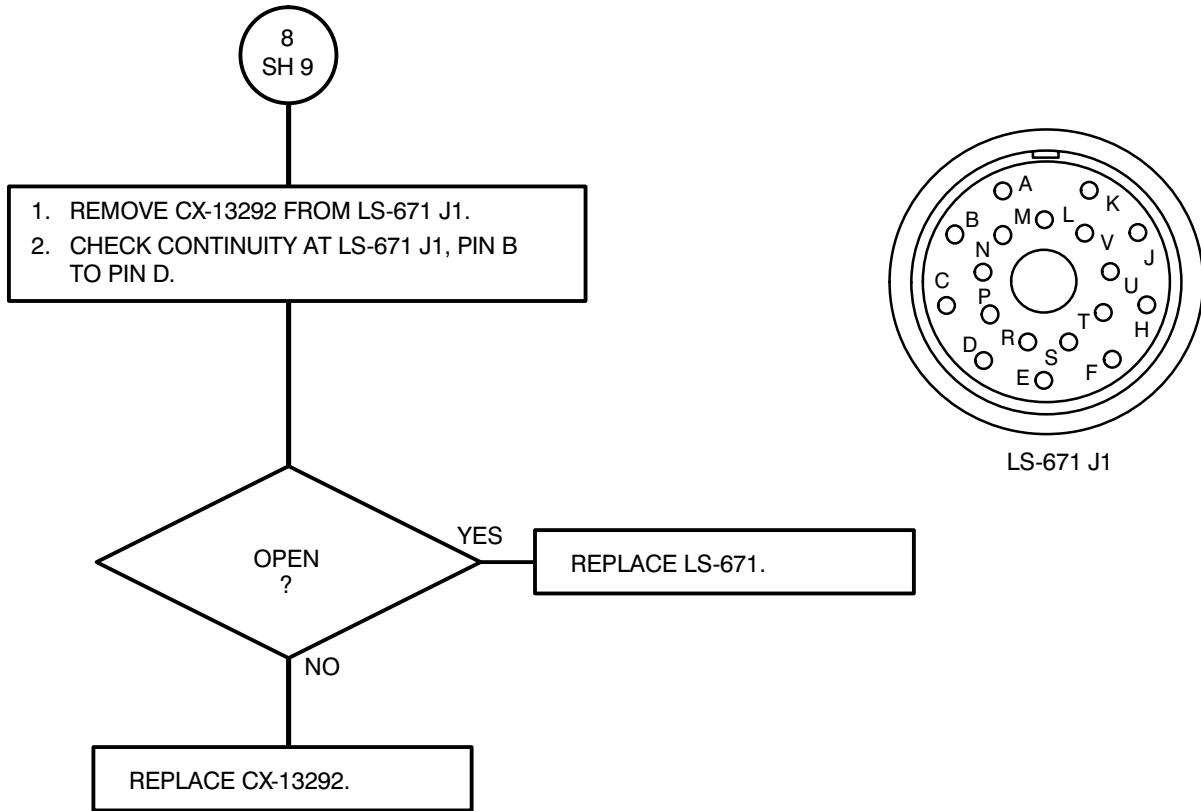 8
SH 9
1. REMOVE CX-13292 FROM LS-671 J1.
2. CHECK CONTINUITY AT LS-671 J1, PIN B
TO PIN D.
OPEN
?
YES
REPLACE LS-671.
NO
REPLACE CX-13292.
A
K
B
M
L
J
N
V
C
U
P
T
H
R
S
D
F
E
LS-671 J1